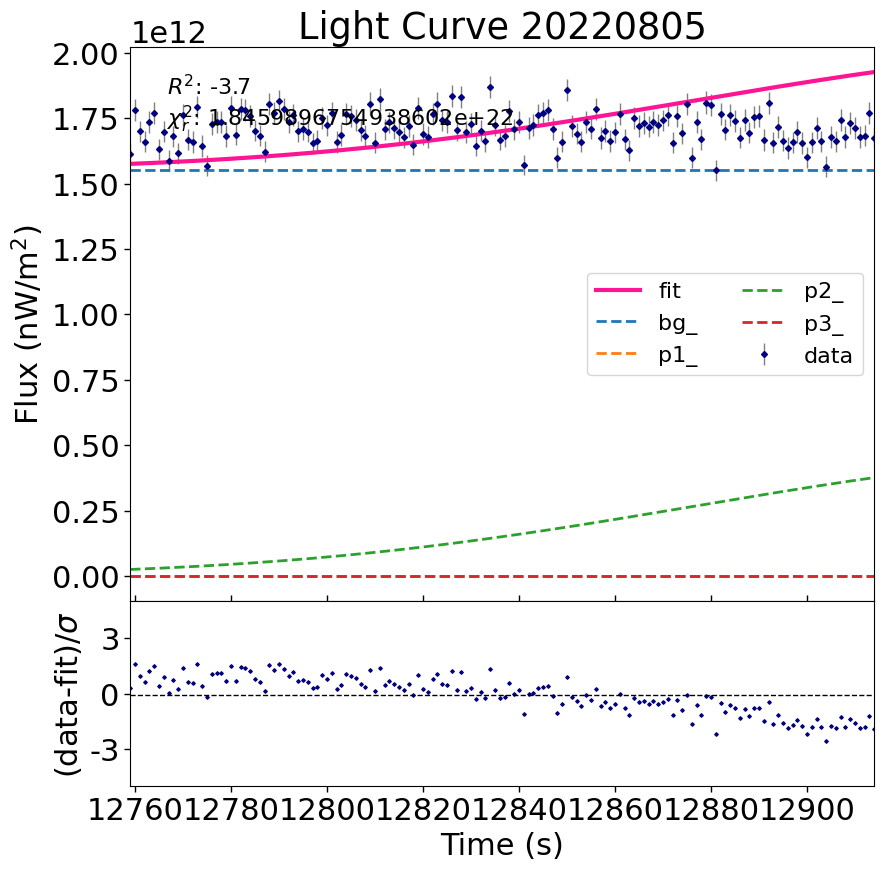 Light Curve 20220805
1e12
R²: -3.7
χ²ᵣ: 1.8459896754938602e+22
2.00
1.75
1.50
1.25
1.00
0.75
0.50
0.25
0.00
Flux (nW/m²)
fit
bg_
p1_
p2_
p3_
data
3
0
-3
(data-fit)/σ
12760 12780 12800 12820 12840 12860 12880 12900
Time (s)